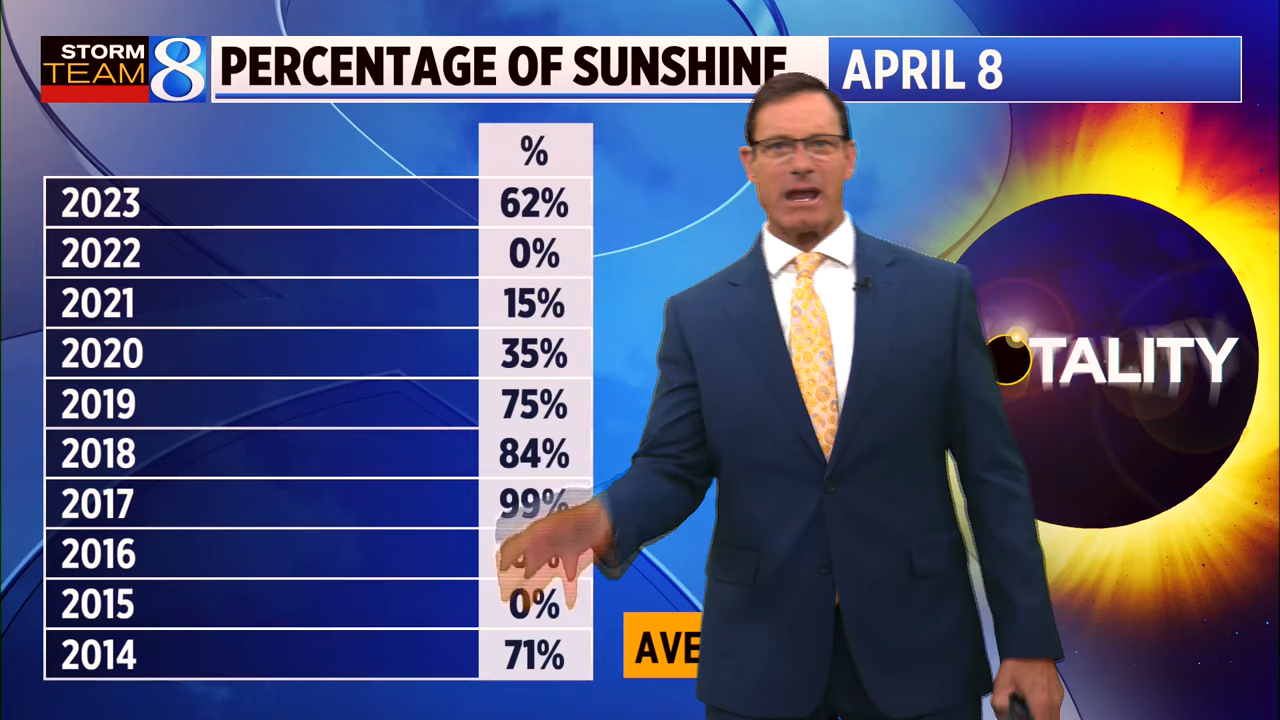 STORM
TEAM 8
PERCENTAGE OF SUNSHINE
APRIL 8
%
2023 62%
2022 0%
2021 15%
2020 35%
2019 75%
2018 84%
2017 99%
2016
2015 0%
2014 71%
TALITY
AVE